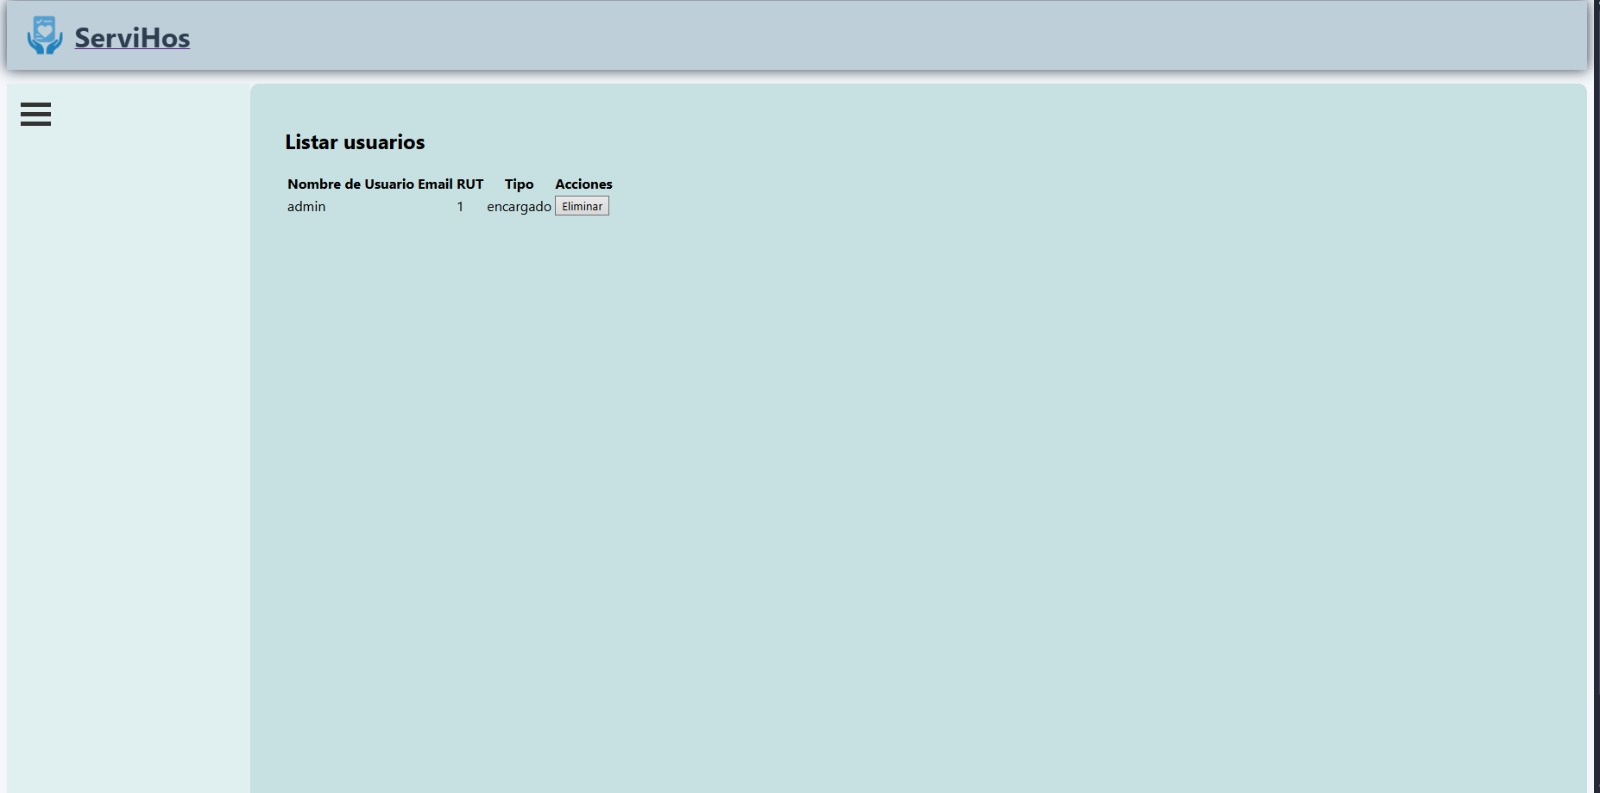 ServiHos
Listar usuarios
Nombre de Usuario Email RUT Tipo Acciones
admin 1 encargado Eliminar